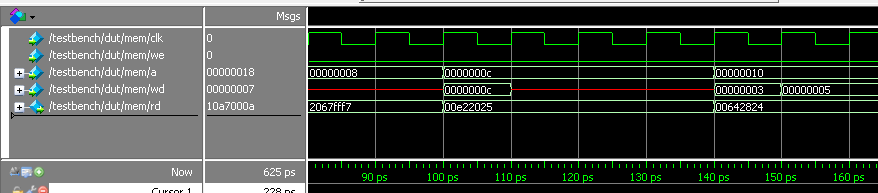 Msgs
/testbench/dut/mem/clk 0
/testbench/dut/mem/we 0
/testbench/dut/mem/a 00000018 00000008 0000000c 00000010
/testbench/dut/mem/wd 00000007 0000000c 00000003 00000005
/testbench/dut/mem/rd 10a7000a 2067fff7 00e22025 00642824
Now 625 ps 90 ps 100 ps 110 ps 120 ps 130 ps 140 ps 150 ps 160 ps
Cursor 1 228 ps